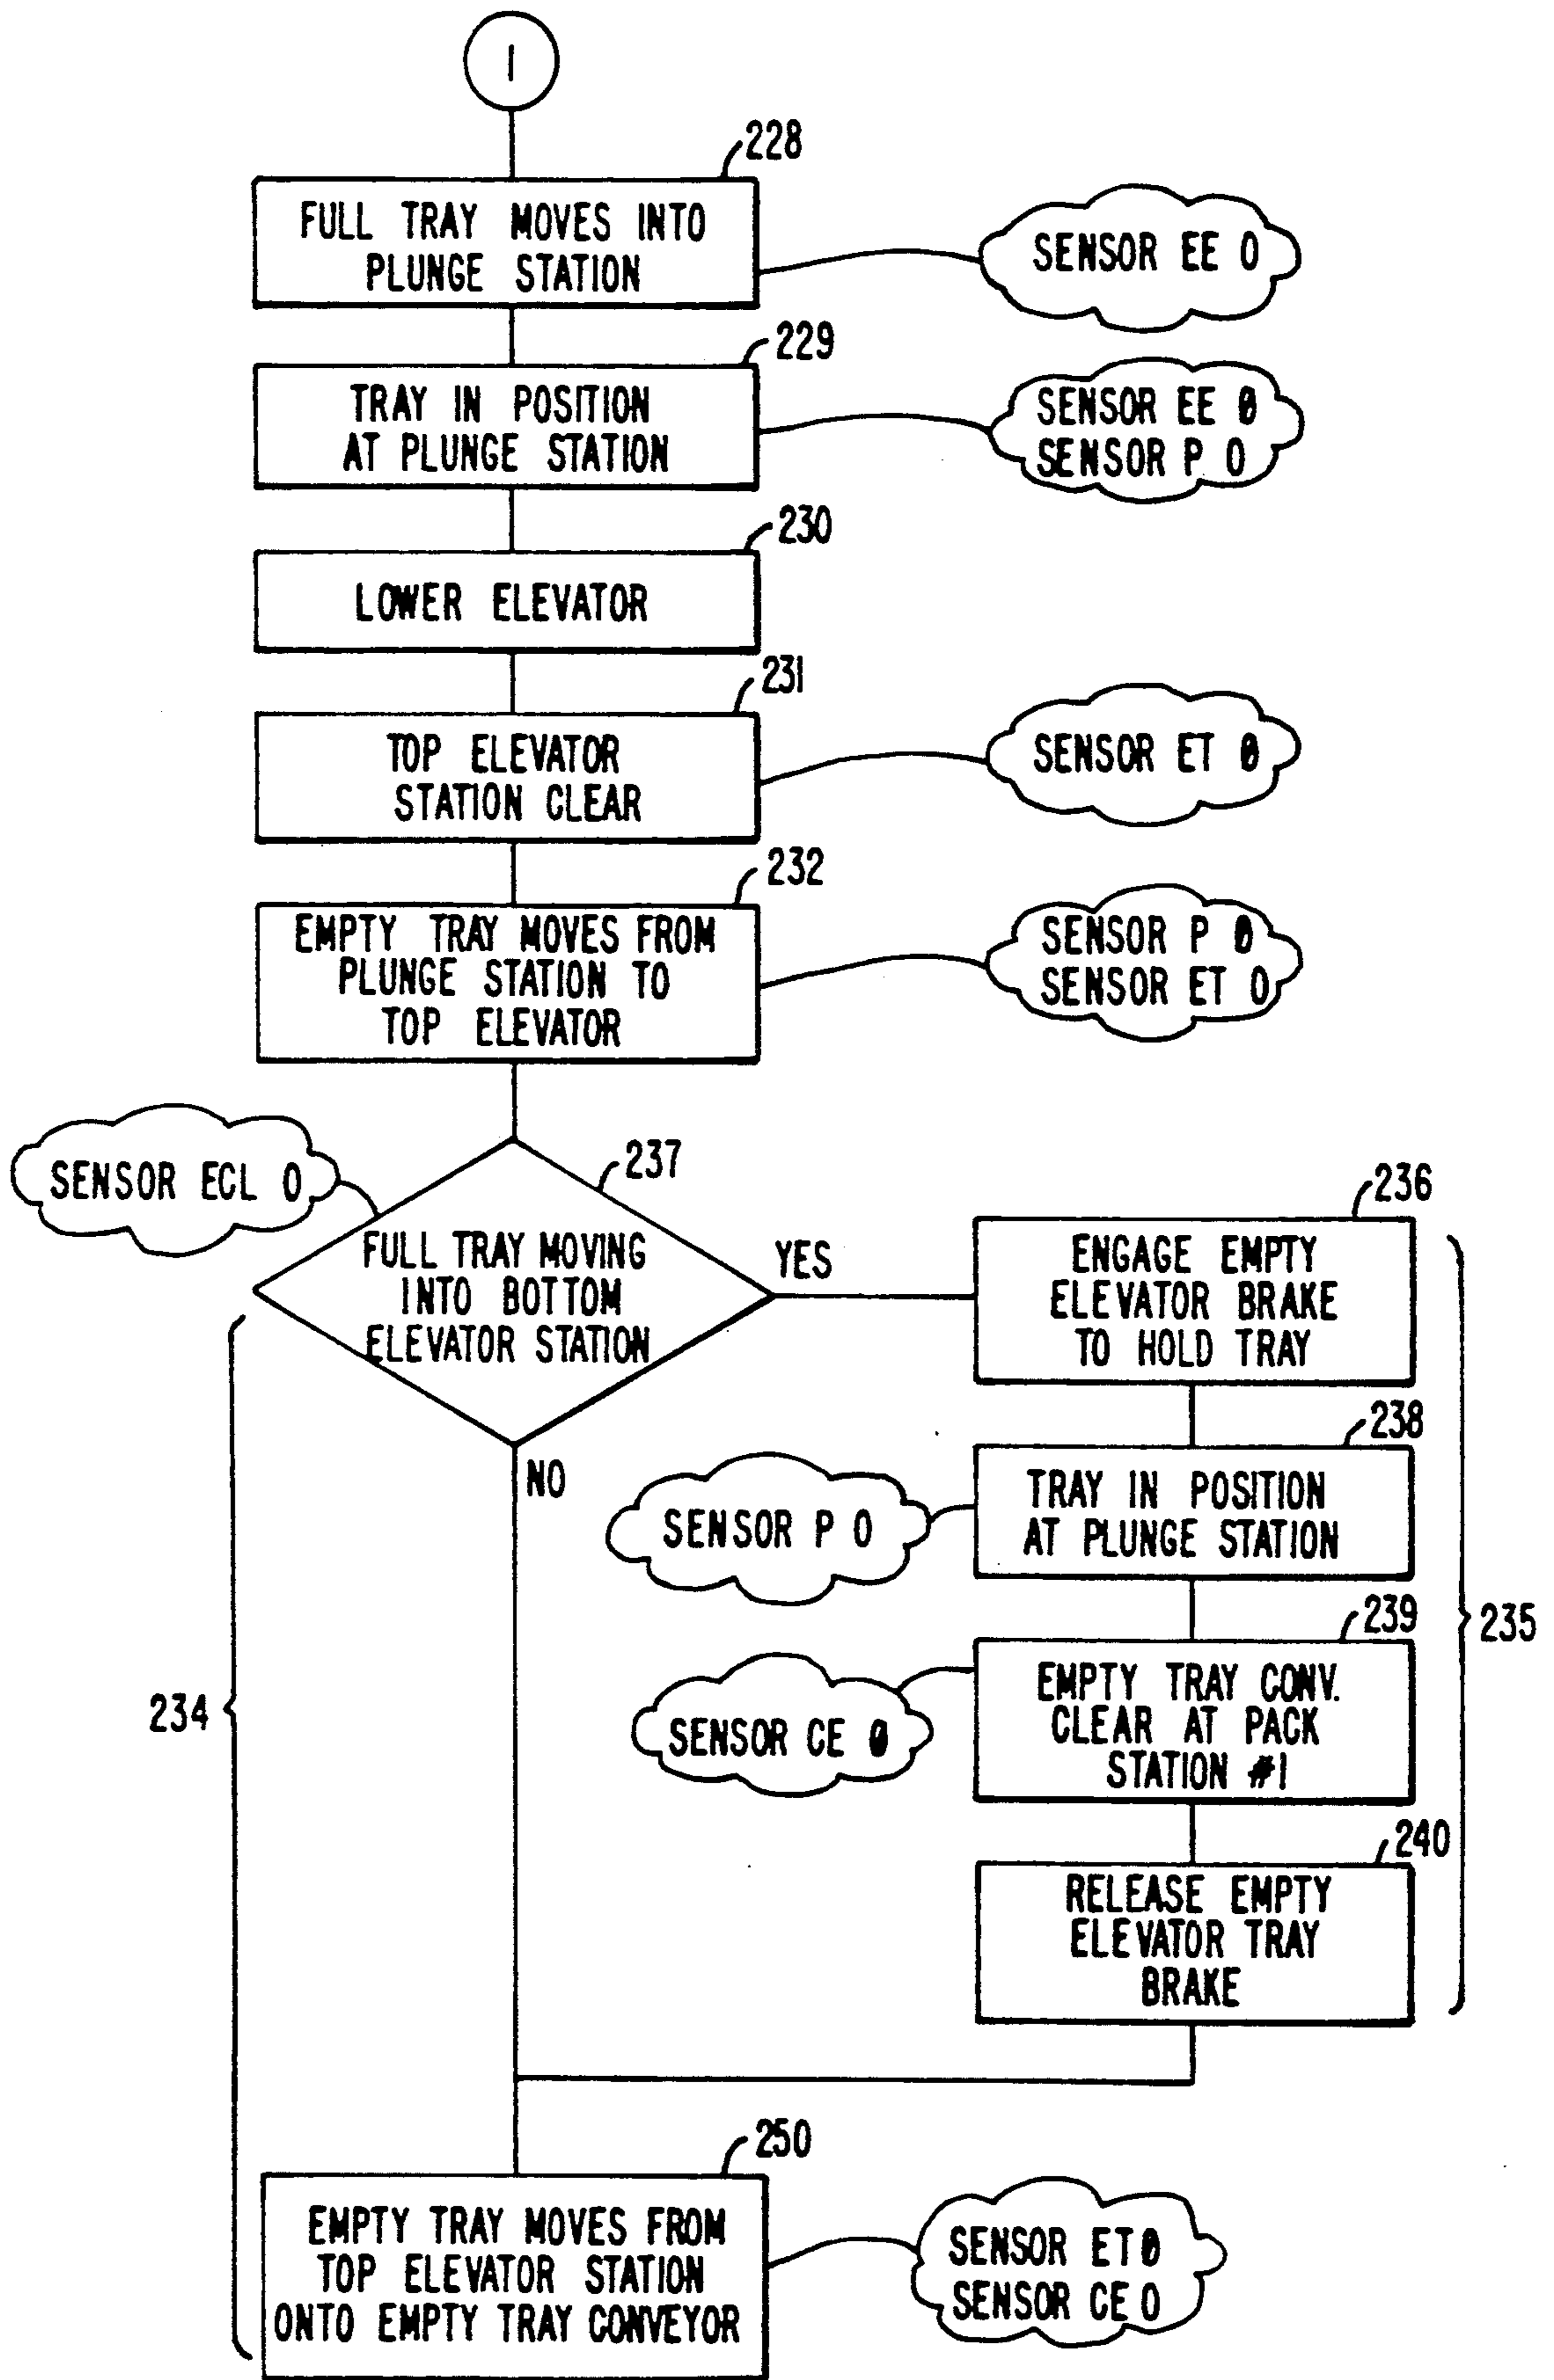 1
228
FULL TRAY MOVES INTO
PLUNGE STATION
SENSOR EE 0
229
TRAY IN POSITION
AT PLUNGE STATION
SENSOR EE Ø
SENSOR P 0
230
LOWER ELEVATOR
231
TOP ELEVATOR
STATION CLEAR
SENSOR ET Ø
232
EMPTY TRAY MOVES FROM
PLUNGE STATION TO
TOP ELEVATOR
SENSOR P Ø
SENSOR ET 0
SENSOR ECL 0
237
FULL TRAY MOVING
INTO BOTTOM
ELEVATOR STATION
YES
NO
236
ENGAGE EMPTY
ELEVATOR BRAKE
TO HOLD TRAY
238
TRAY IN POSITION
AT PLUNGE STATION
SENSOR P 0
239
EMPTY TRAY CONV.
CLEAR AT PACK
STATION #1
SENSOR CE Ø
235
234
240
RELEASE EMPTY
ELEVATOR TRAY
BRAKE
250
EMPTY TRAY MOVES FROM
TOP ELEVATOR STATION
ONTO EMPTY TRAY CONVEYOR
SENSOR ET Ø
SENSOR CE 0